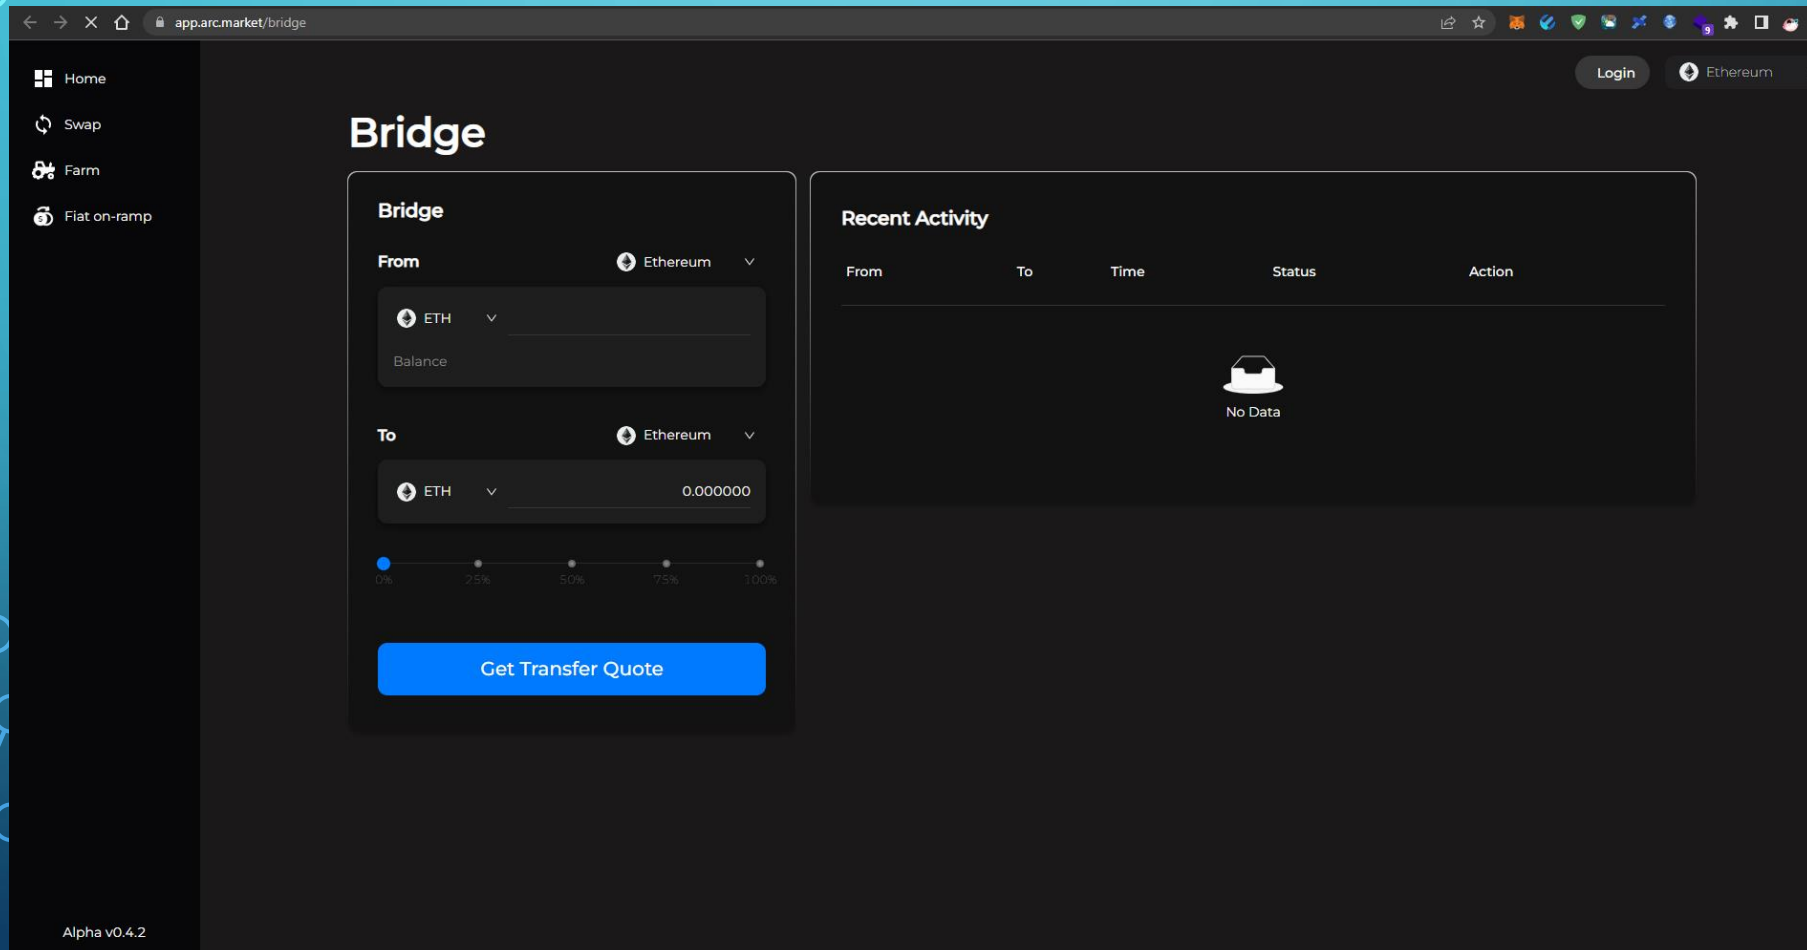 app.arc.market/bridge
9
Home
Swap
Farm
Fiat on-ramp
Alpha v0.4.2
Login
Ethereum
Bridge
Bridge
From
Ethereum
ETH
Balance
To
Ethereum
ETH
0.000000
0% 25% 50% 75% 100%
Get Transfer Quote
Recent Activity
From To Time Status Action
No Data